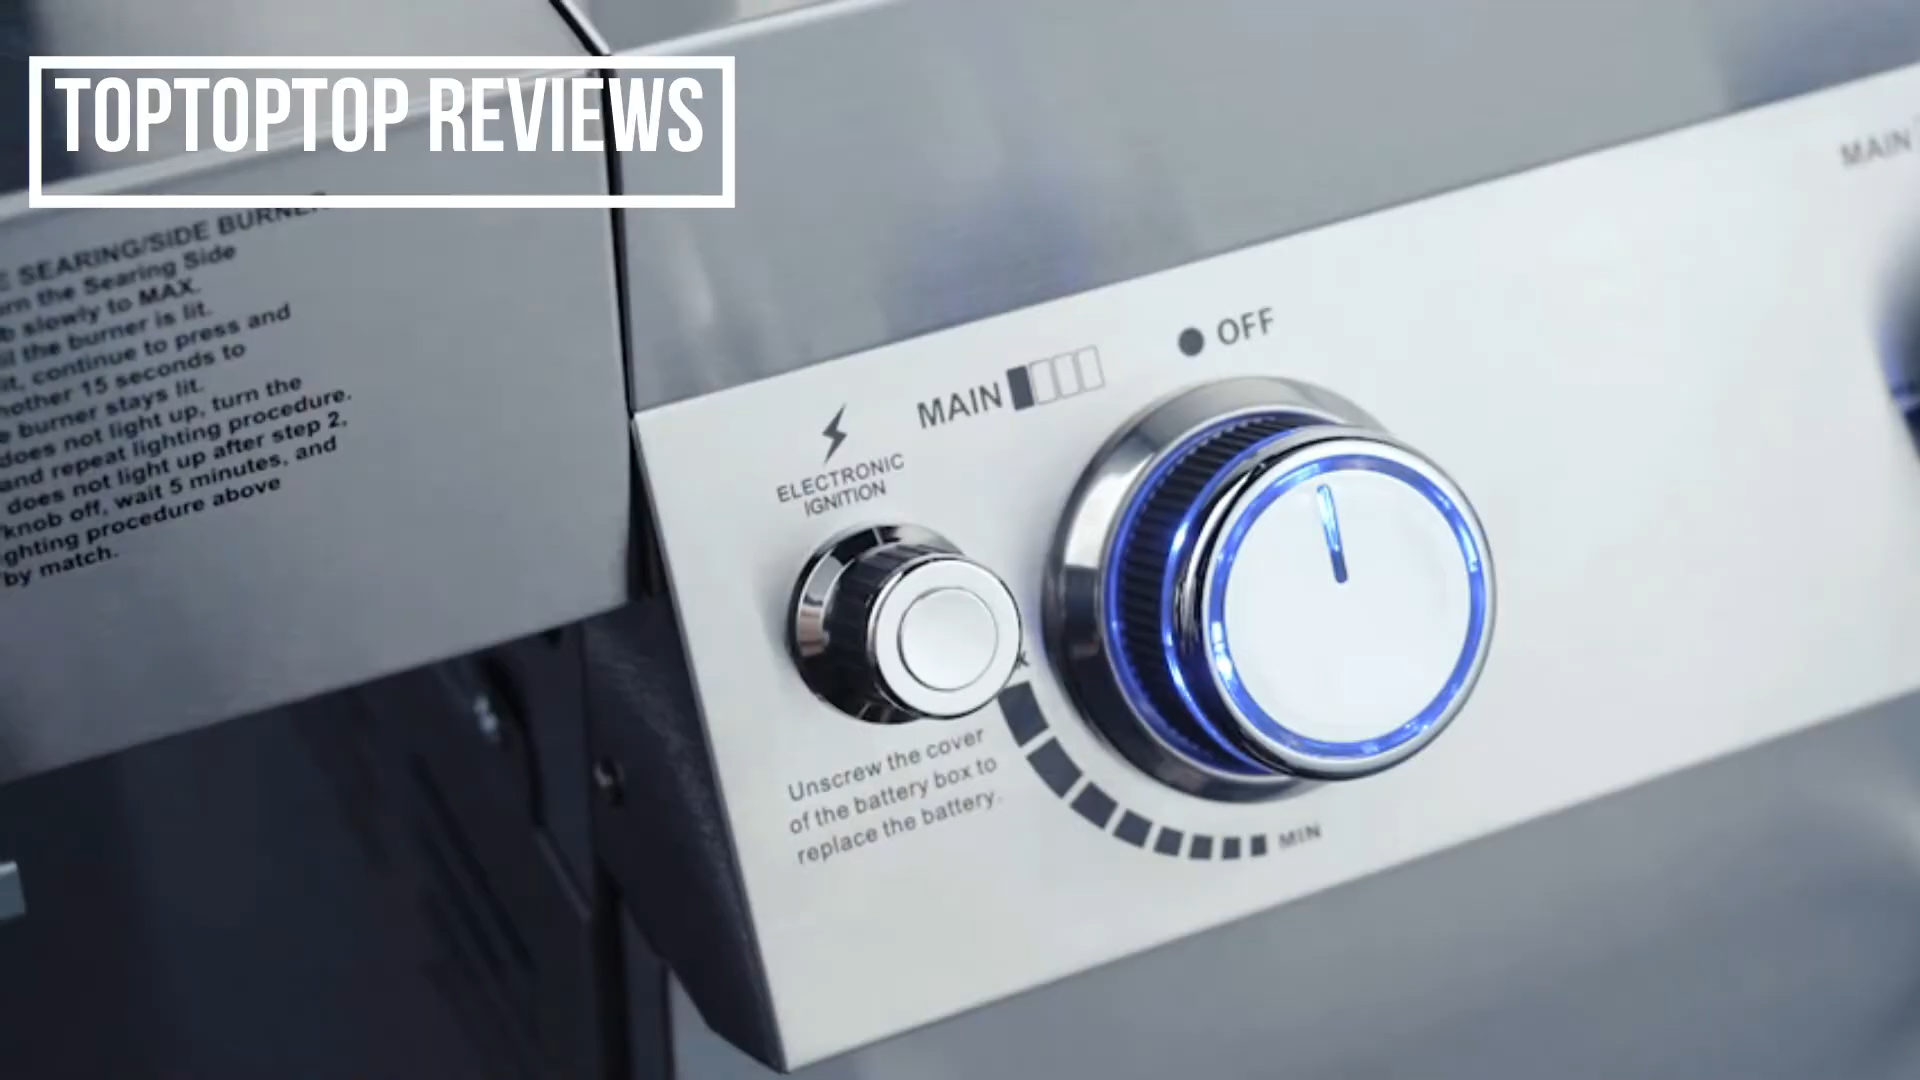 TOPTOPTOP REVIEWS
SEARING/SIDE BURNER
the Searing Side
slowly to MAX.
the burner is lit.
lit, continue to press and
another 15 seconds to
burner stays lit.
does not light up, turn the
and repeat lighting procedure.
does not light up after step 2,
knob off, wait 5 minutes, and
ghting procedure above
by match.
ELECTRONIC
IGNITION
MAIN
OFF
MIN
Unscrew the cover
of the battery box to
replace the battery.
MAIN